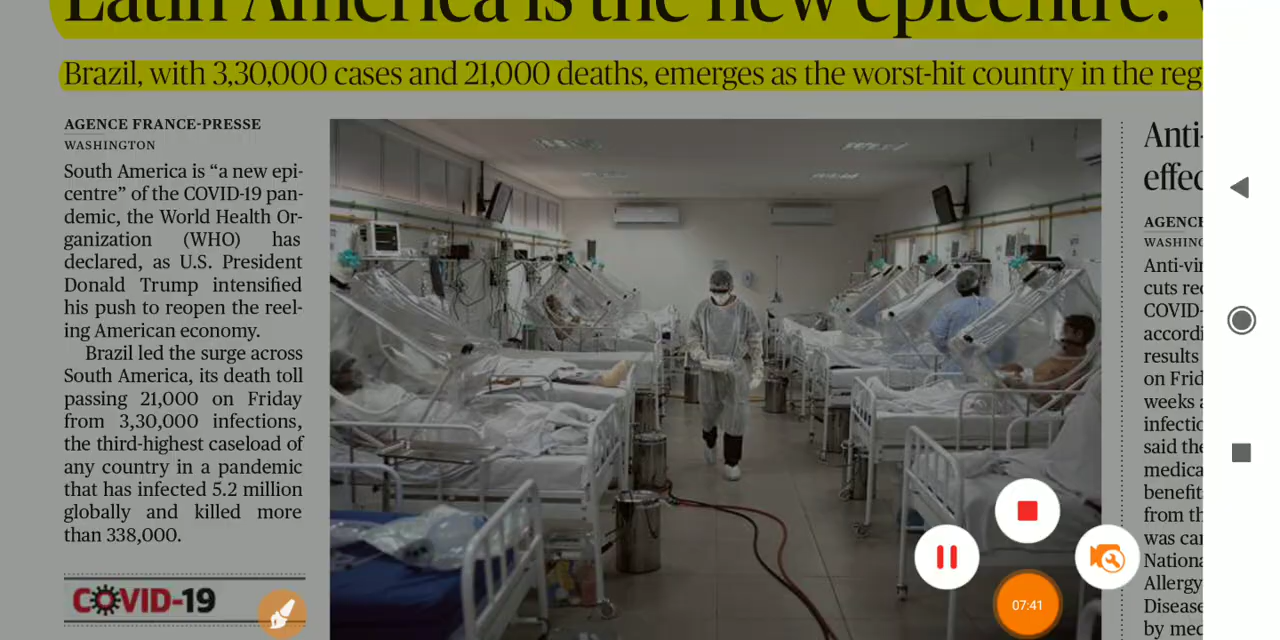 Latin America is the new epicentre:
Brazil, with 3,30,000 cases and 21,000 deaths, emerges as the worst-hit country in the reg
AGENCE FRANCE-PRESSE
WASHINGTON
South America is “a new epi-
centre” of the COVID-19 pan-
demic, the World Health Or-
ganization (WHO) has
declared, as U.S. President
Donald Trump intensified
his push to reopen the reel-
ing American economy.
Brazil led the surge across
South America, its death toll
passing 21,000 on Friday
from 3,30,000 infections,
the third-highest caseload of
any country in a pandemic
that has infected 5.2 million
globally and killed more
than 338,000.
COVID-19
Anti-
effec
AGENCE
WASHING
Anti-vir
cuts rec
COVID-
accordi
results
on Frid
weeks a
infectio
said the
medica
benefit
from th
was car
Nationa
Allergy
Disease
by med
07:41